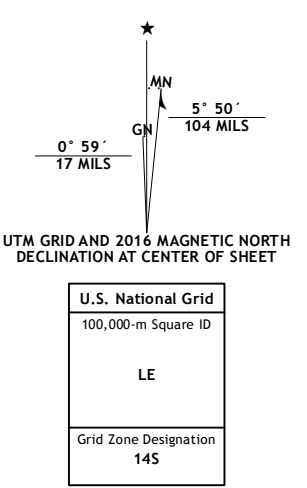 ★
MN
5° 50´
104 MILS
GN
0° 59´
17 MILS
UTM GRID AND 2016 MAGNETIC NORTH
DECLINATION AT CENTER OF SHEET
U.S. National Grid
100,000-m Square ID
LE
Grid Zone Designation
14S